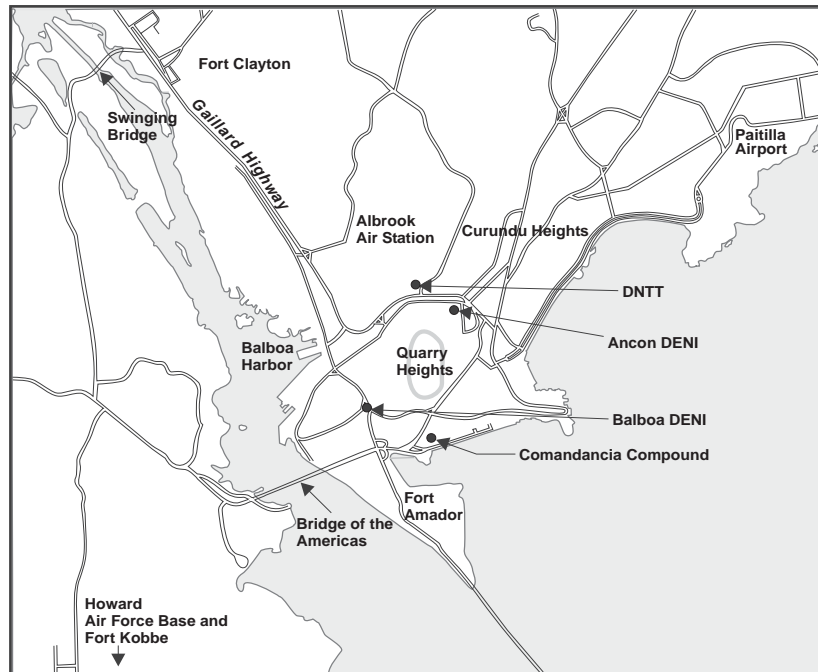 Fort Clayton
Swinging
Bridge
Gaillard Highway
Paitilla
Airport
Albrook
Air Station
Curundu Heights
DNTT
Ancon DENI
Balboa
Harbor
Quarry
Heights
Balboa DENI
Comandancia Compound
Fort
Amador
Bridge of the
Americas
Howard
Air Force Base and
Fort Kobbe